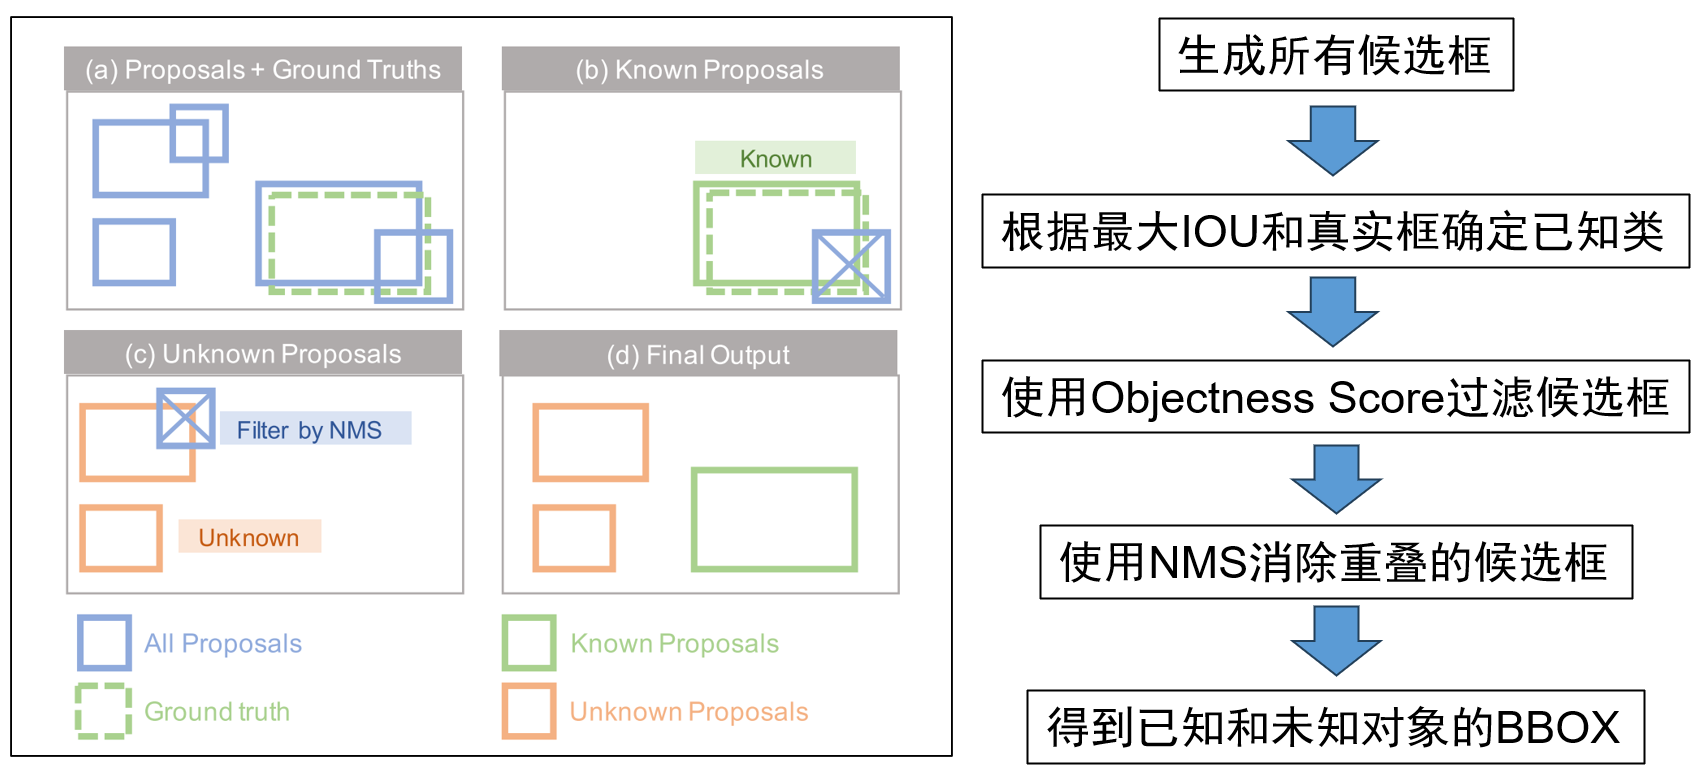 (a) Proposals + Ground Truths
(b) Known Proposals
Known
(c) Unknown Proposals
Filter by NMS
Unknown
(d) Final Output
All Proposals
Known Proposals
Ground truth
Unknown Proposals
生成所有候选框
根据最大IOU和真实框确定已知类
使用Objectness Score过滤候选框
使用NMS消除重叠的候选框
得到已知和未知对象的BBOX